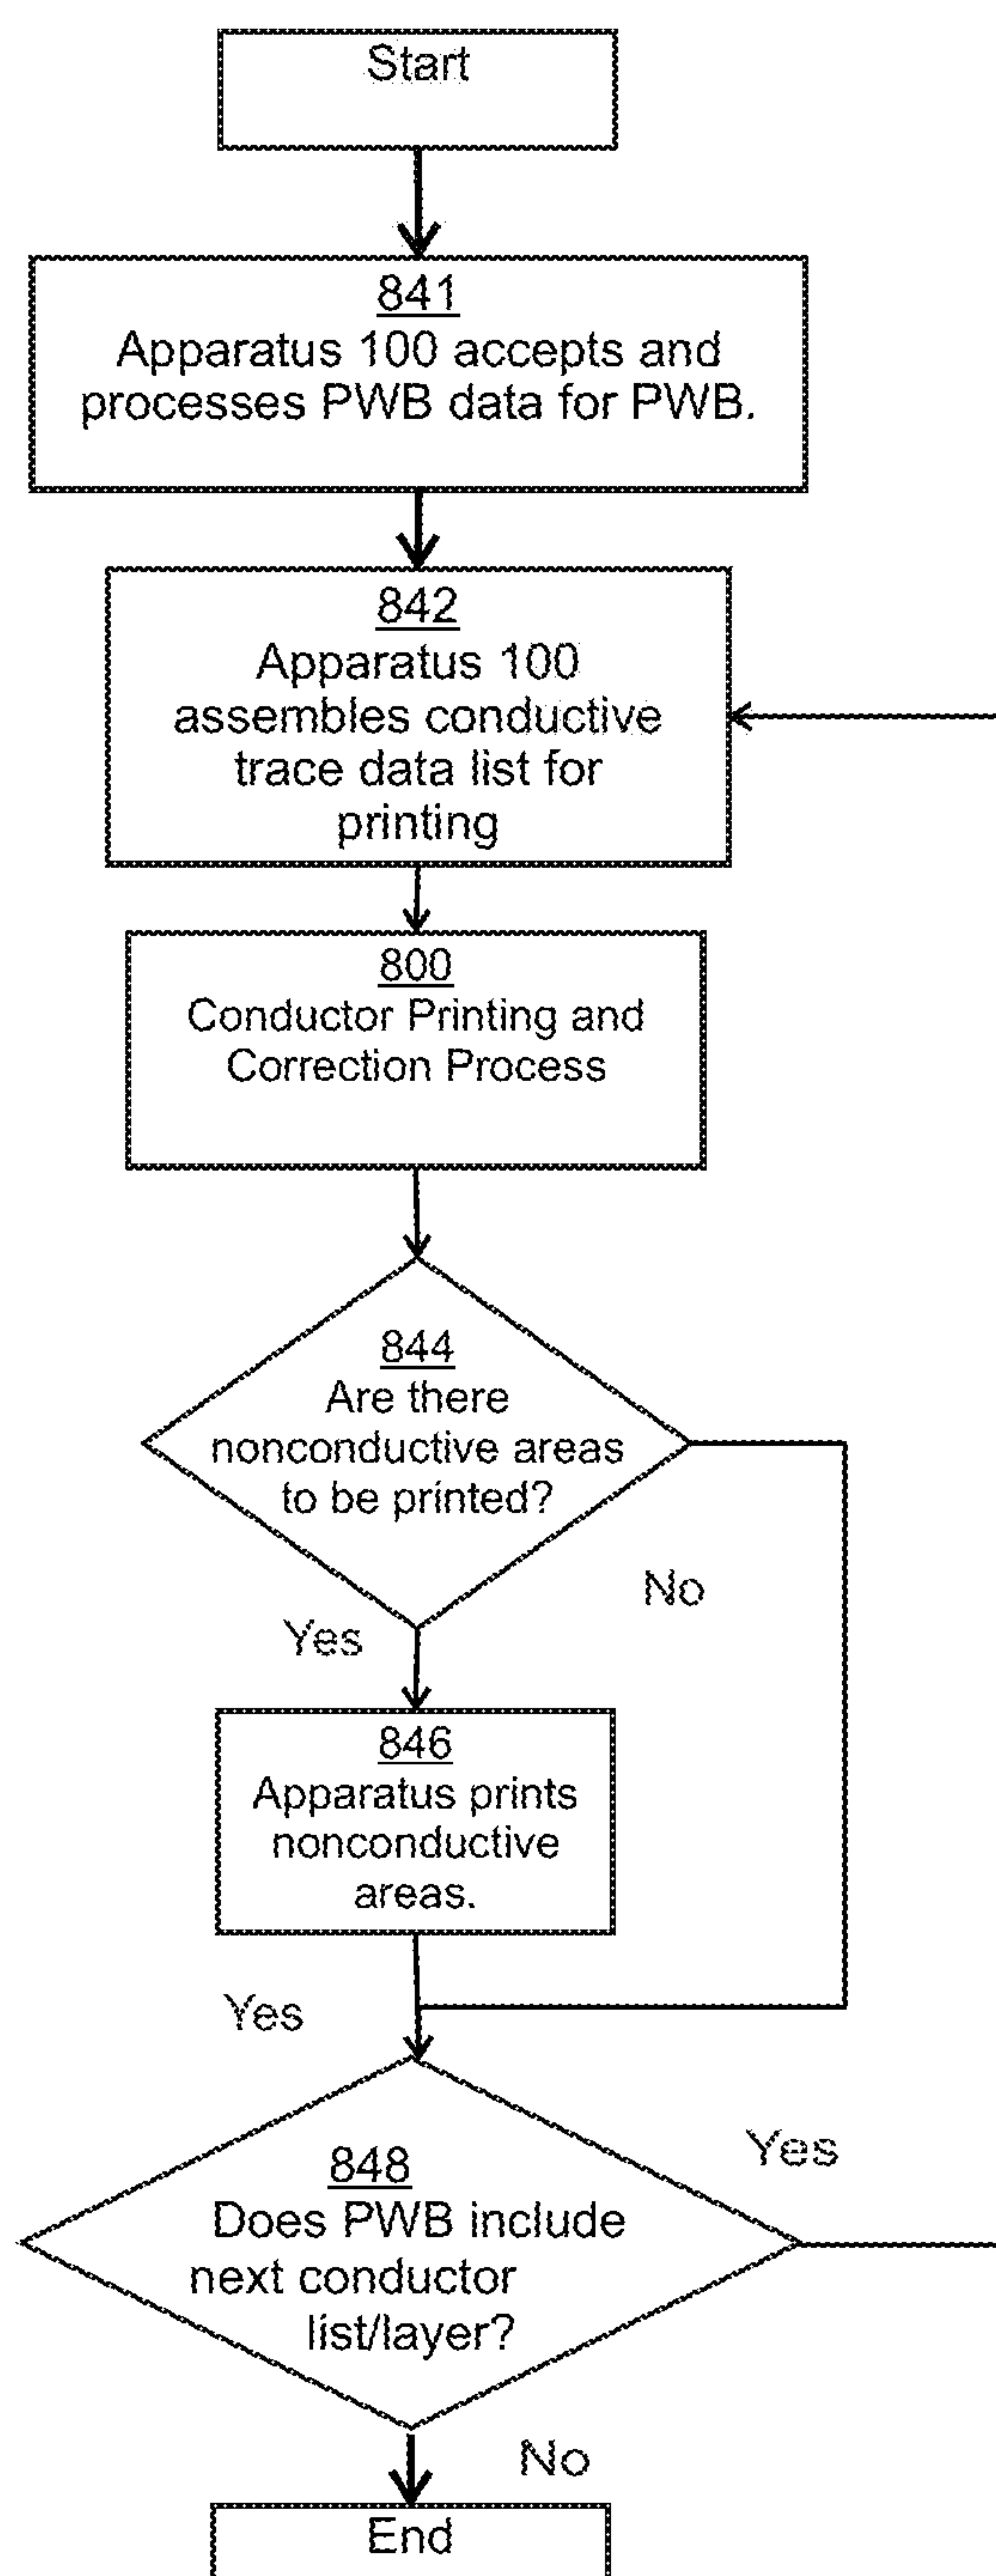 Start
841
Apparatus 100 accepts and
processes PWB data for PWB.
842
Apparatus 100
assembles conductive
trace data list for
printing
800
Conductor Printing and
Correction Process
844
Are there
nonconductive areas
to be printed?
No
Yes
846
Apparatus prints
nonconductive
areas.
Yes
848
Does PWB include
next conductor
list/layer?
Yes
No
End